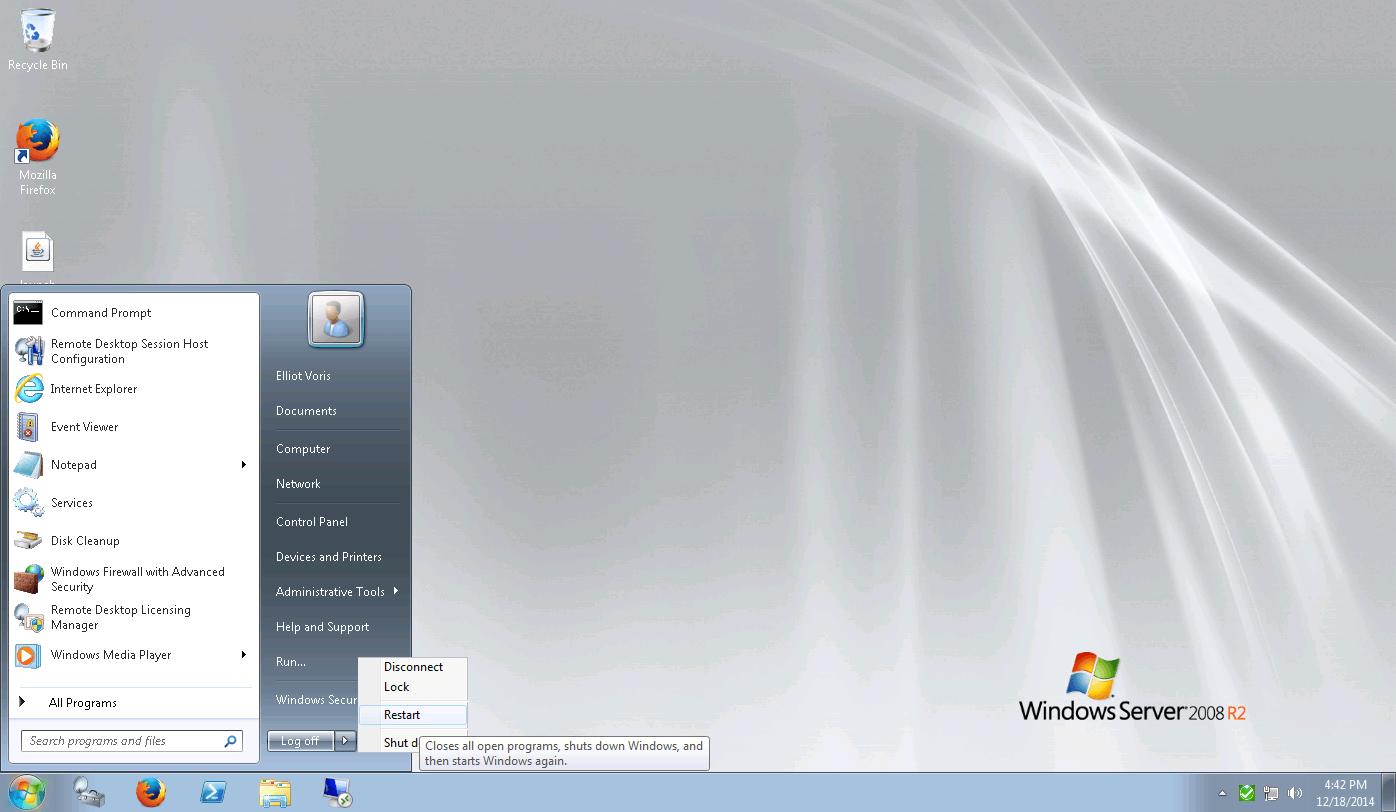 Recycle Bin
Mozilla
Firefox
Command Prompt
Remote Desktop Session Host
Configuration
Internet Explorer
Event Viewer
Notepad
Services
Disk Cleanup
Windows Firewall with Advanced
Security
Remote Desktop Licensing
Manager
Windows Media Player
All Programs
Search programs and files
Elliot Voris
Documents
Computer
Network
Control Panel
Devices and Printers
Administrative Tools
Help and Support
Run...
Windows Secur
Log off
Disconnect
Lock
Restart
Shut d
Closes all open programs, shuts down Windows, and
then starts Windows again.
Windows Server 2008 R2
4:42 PM
12/18/2014